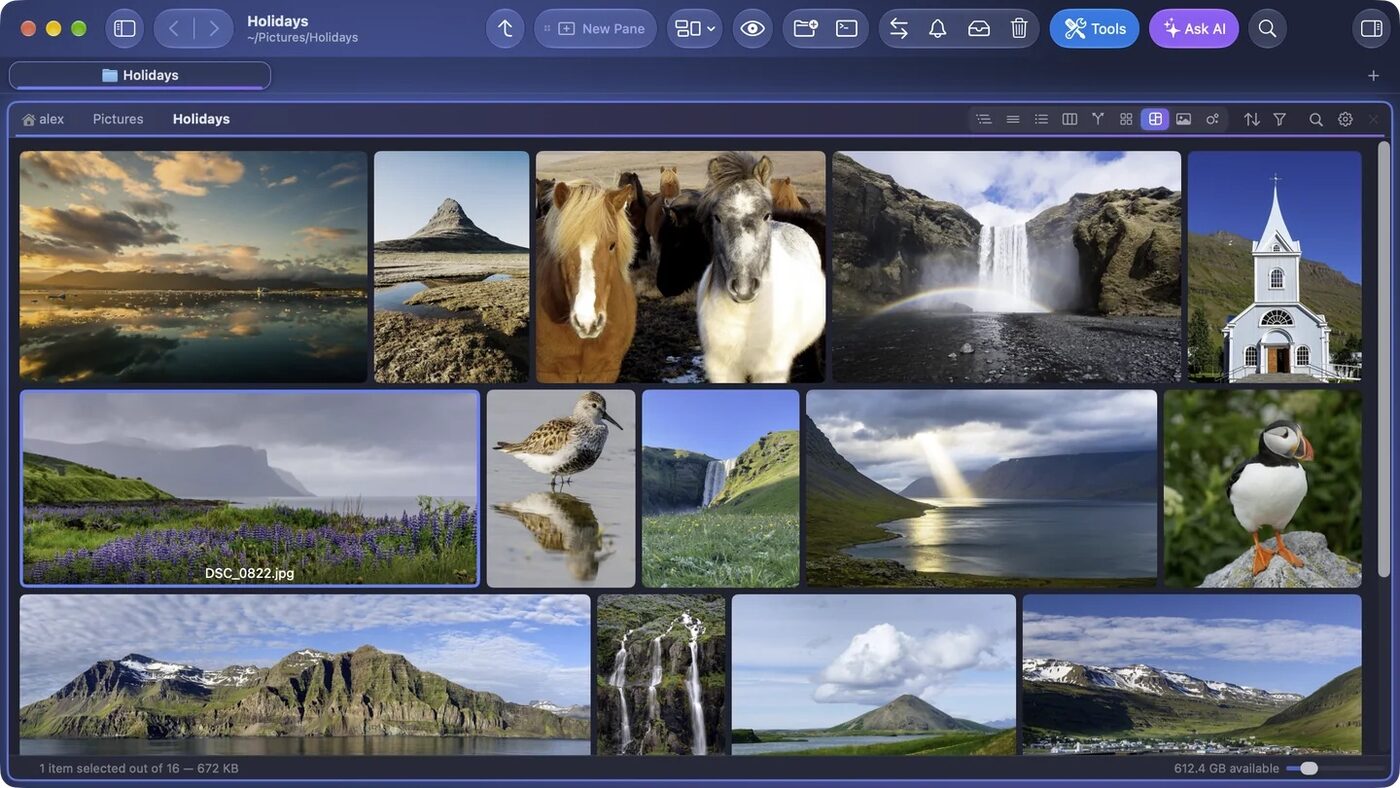 Holidays
~/Pictures/Holidays
New Pane
Tools
Ask AI
Holidays
alex Pictures Holidays
DSC_0822.jpg
1 item selected out of 16 — 672 KB
612.4 GB available